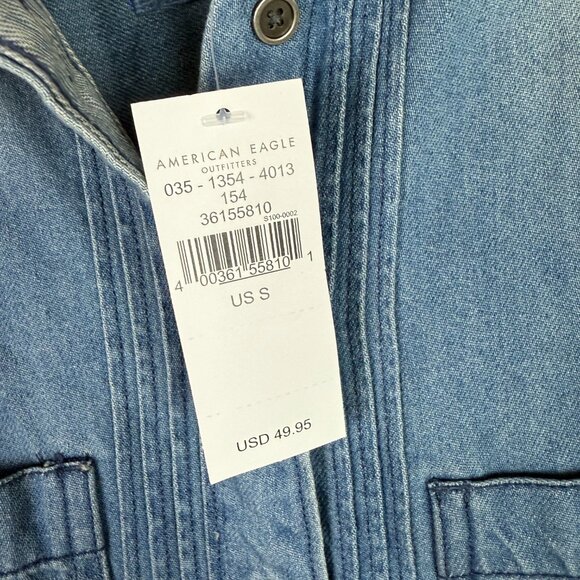 AMERICAN EAGLE
OUTFITTERS
035 - 1354 - 4013
154
36155810
S100-0002
4 00361 55810 1
US S
USD 49.95